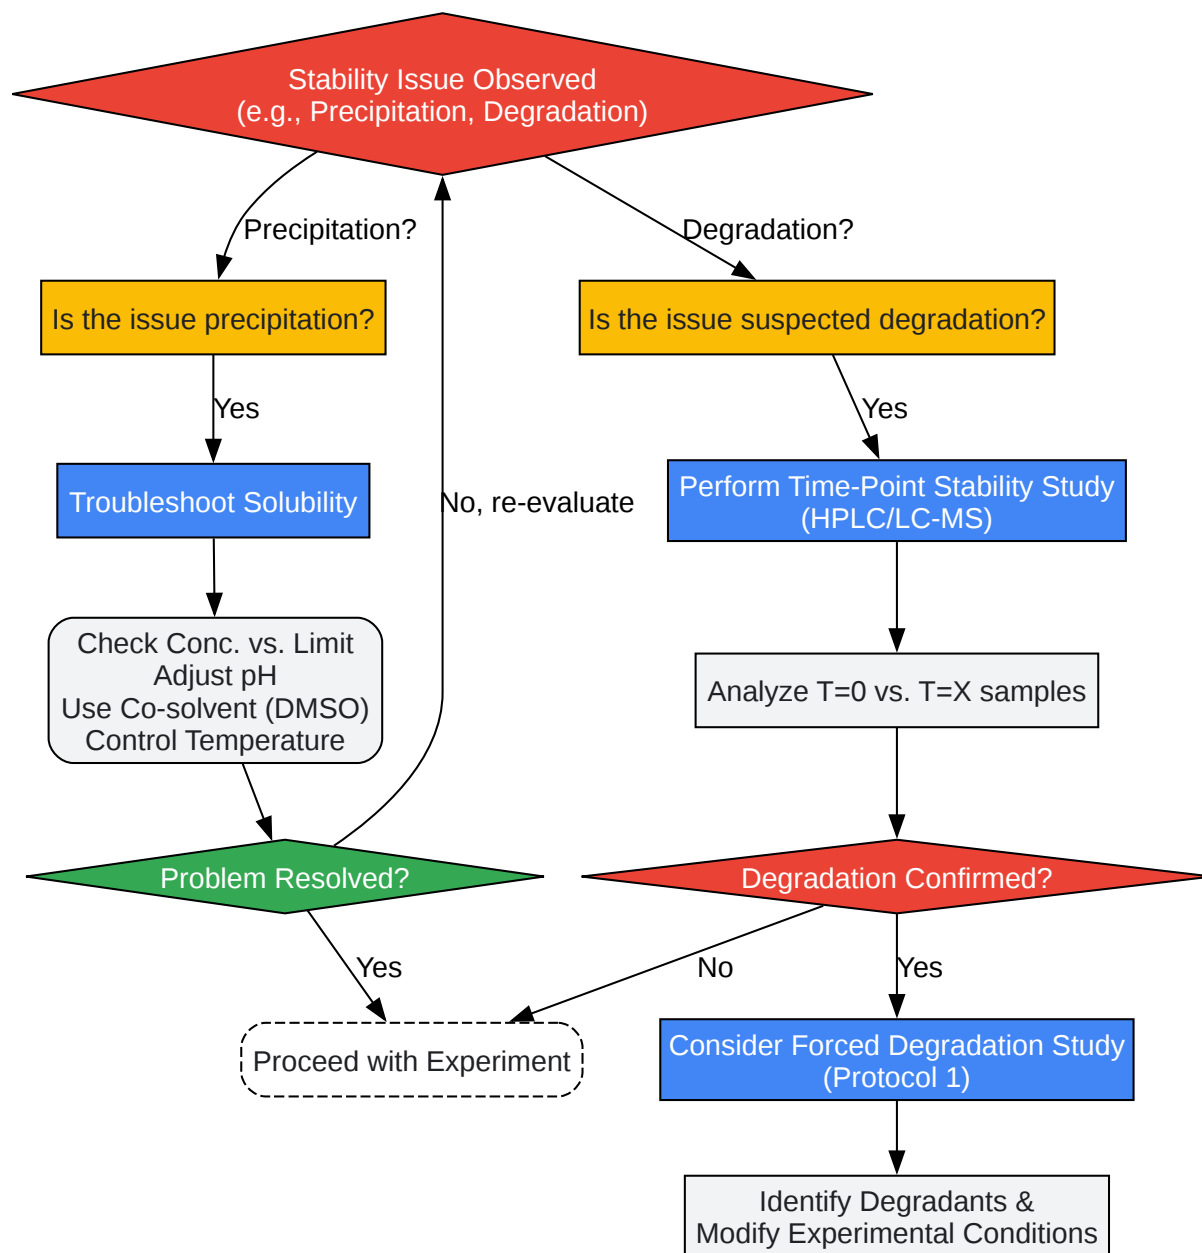 Stability Issue Observed
(e.g., Precipitation, Degradation)
Precipitation?
Degradation?
Is the issue precipitation?
Is the issue suspected degradation?
Yes
Yes
Troubleshoot Solubility
No, re-evaluate
Perform Time-Point Stability Study
(HPLC/LC-MS)
Check Conc. vs. Limit
Adjust pH
Use Co-solvent (DMSO)
Control Temperature
Analyze T=0 vs. T=X samples
Problem Resolved?
Degradation Confirmed?
Yes
No
Yes
Proceed with Experiment
Consider Forced Degradation Study
(Protocol 1)
Identify Degradants &
Modify Experimental Conditions